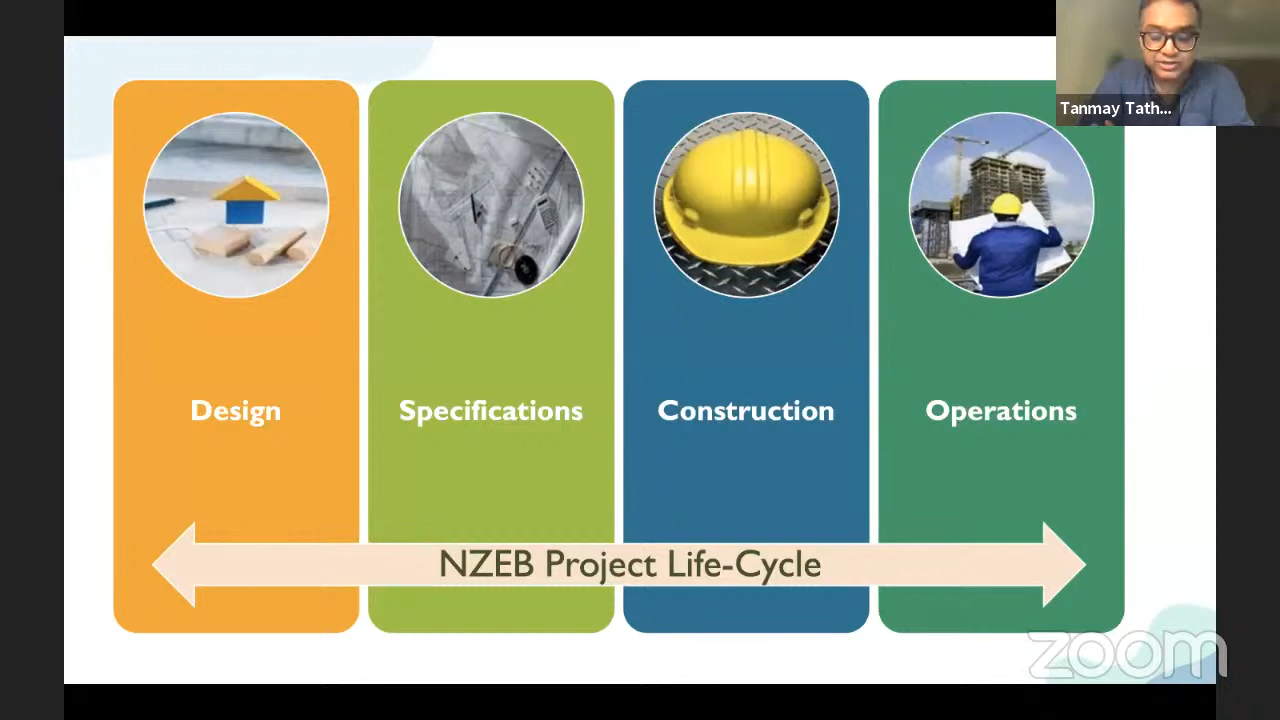 Tanmay Tath...
Design
Specifications
Construction
Operations
NZEB Project Life-Cycle
zoom